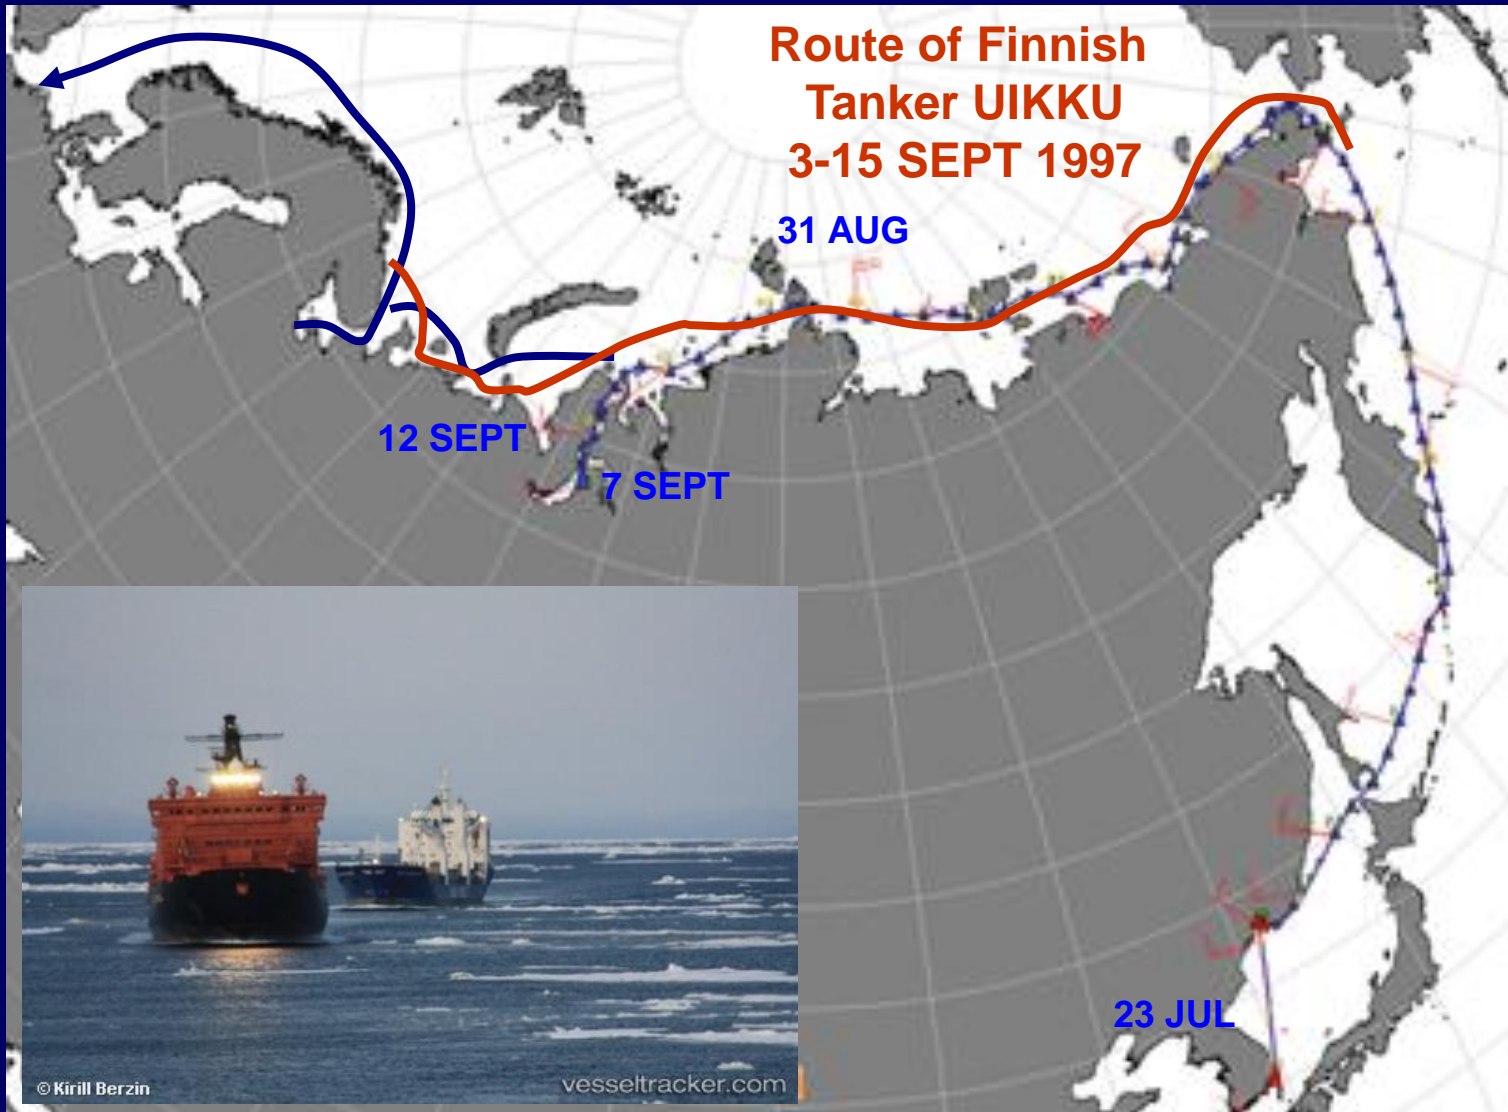 Route of Finnish
Tanker UIKKU
3-15 SEPT 1997
31 AUG
12 SEPT
7 SEPT
23 JUL
© Kirill Berzin
vesseltracker.com